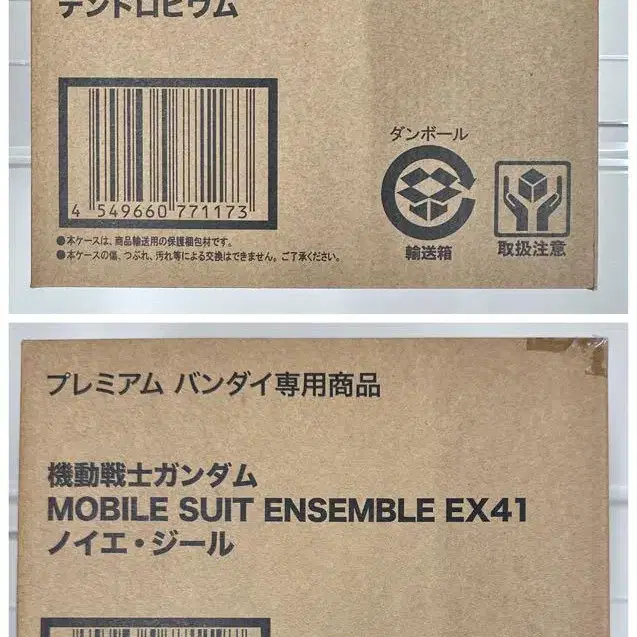 デンドロビウム
ダンボール
4 549660 771173
輸送箱
取扱注意
●本ケースは、商品輸送用の保護梱包材です。
●本ケースの傷、つぶれ、汚れ等による交換はできません。ご了承ください。
プレミアム バンダイ専用商品
機動戦士ガンダム
MOBILE SUIT ENSEMBLE EX41
ノイエ・ジール